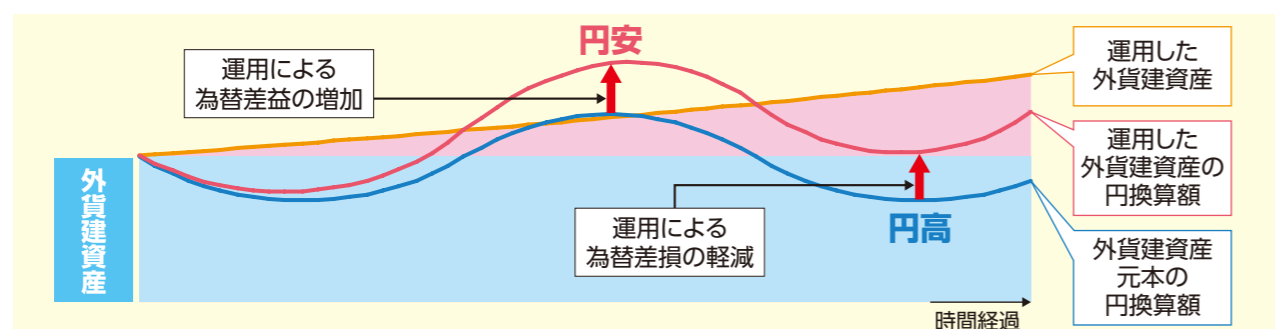 円安
運用による
為替差益の増加
運用した
外貨建資産
運用した
外貨建資産の
円換算額
外貨建資産
運用による
為替差損の軽減
円高
外貨建資産
元本の
円換算額
時間経過